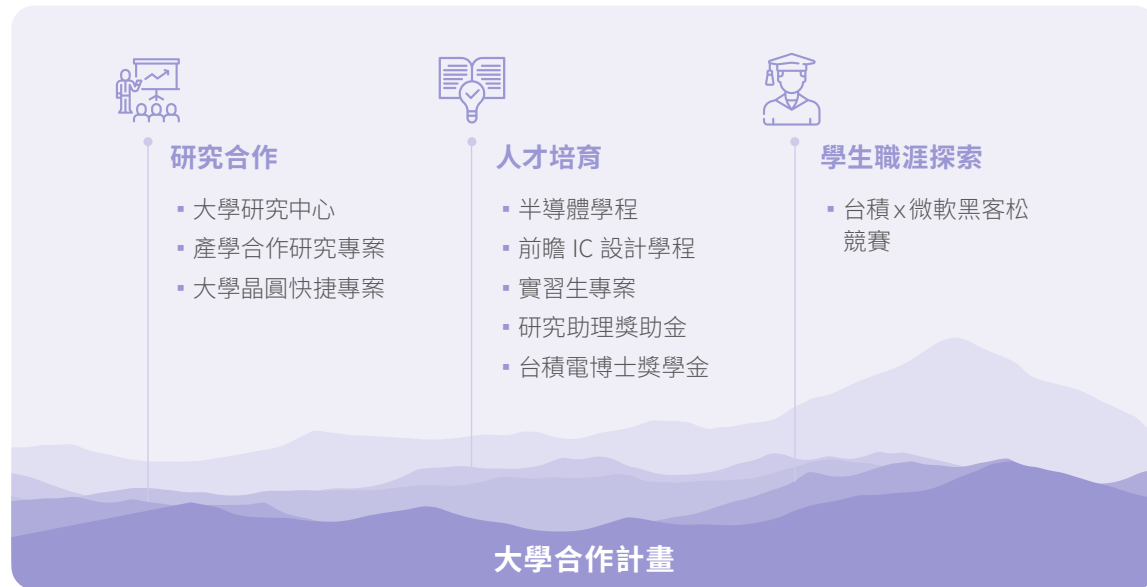 研究合作
▪ 大學研究中心
▪ 產學合作研究專案
▪ 大學晶圓快捷專案
人才培育
▪ 半導體學程
▪ 前瞻 IC 設計學程
▪ 實習生專案
▪ 研究助理獎助金
▪ 台積電博士獎學金
學生職涯探索
▪ 台積x微軟黑客松
競賽
大學合作計畫